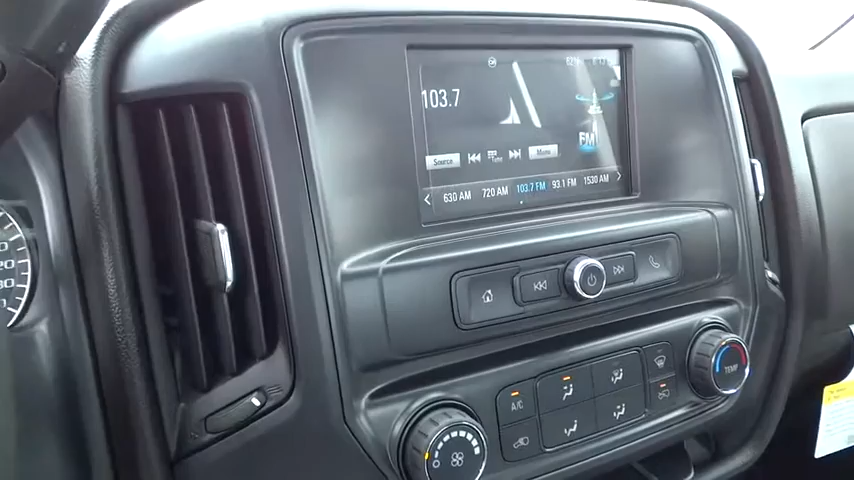 103.7
FM
Source
Tune
Menu
630 AM 720 AM 103.7 FM 93.1 FM 1530 AM
A/C
TEMP